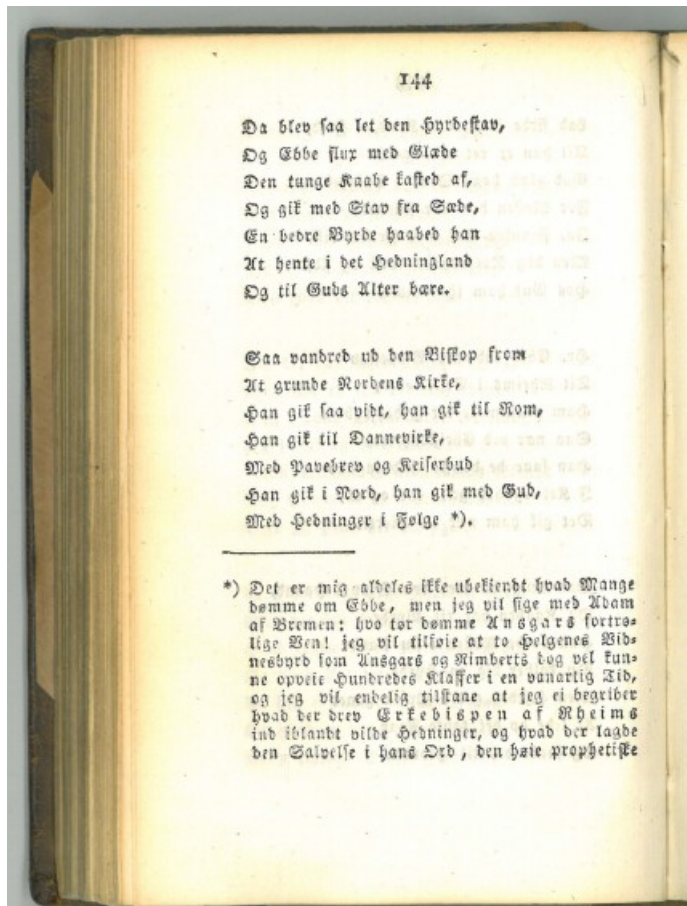 144
Da blev saa let den Hyrdestav,
Og Ebbe flux med Glæde
Den tunge Kaabe kasted af,
Og gik med Stav fra Sæde,
En bedre Byrde haabed han
At hente i det Hedningland
Og til Guds Alter bære.
Saa vandred ud den Biskop from
At grunde Nordens Kirke,
Han gik saa vidt, han gik til Rom,
Han gik til Dannevirke,
Med Pavebrev og Keiserbud
Han gik i Nord, han gik med Gud,
Med Hedninger i Følge *).
*) Det er mig aldeles ikke ubekiendt hvad Mange
dømme om Ebbe, men jeg vil sige med Adam
af Bremen: hvo tør dømme Ansgars fortro=
lige Ven! jeg vil tilføie at to Helgenes Vid=
nesbyrd som Ansgars og Rimberts dog vel kun=
ne opveie Hundredes Klaffer i en vanartig Tid,
og jeg vil endelig tilstaae at jeg ei begriber
hvad der drev Erkebispen af Rheims
ind iblandt vilde Hedninger, og hvad der lagde
den Salvelse i hans Ord, den høie prophetiske